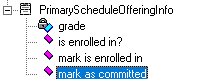 PrimaryScheduleOfferingInfo
grade
is enrolled in?
mark is enrolled in
mark as committed